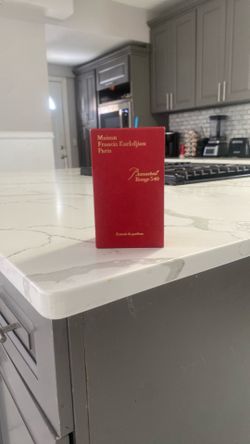 Maison
Francis Kurkdjian
Paris
Baccarat
Rouge 540
Extrait de parfum